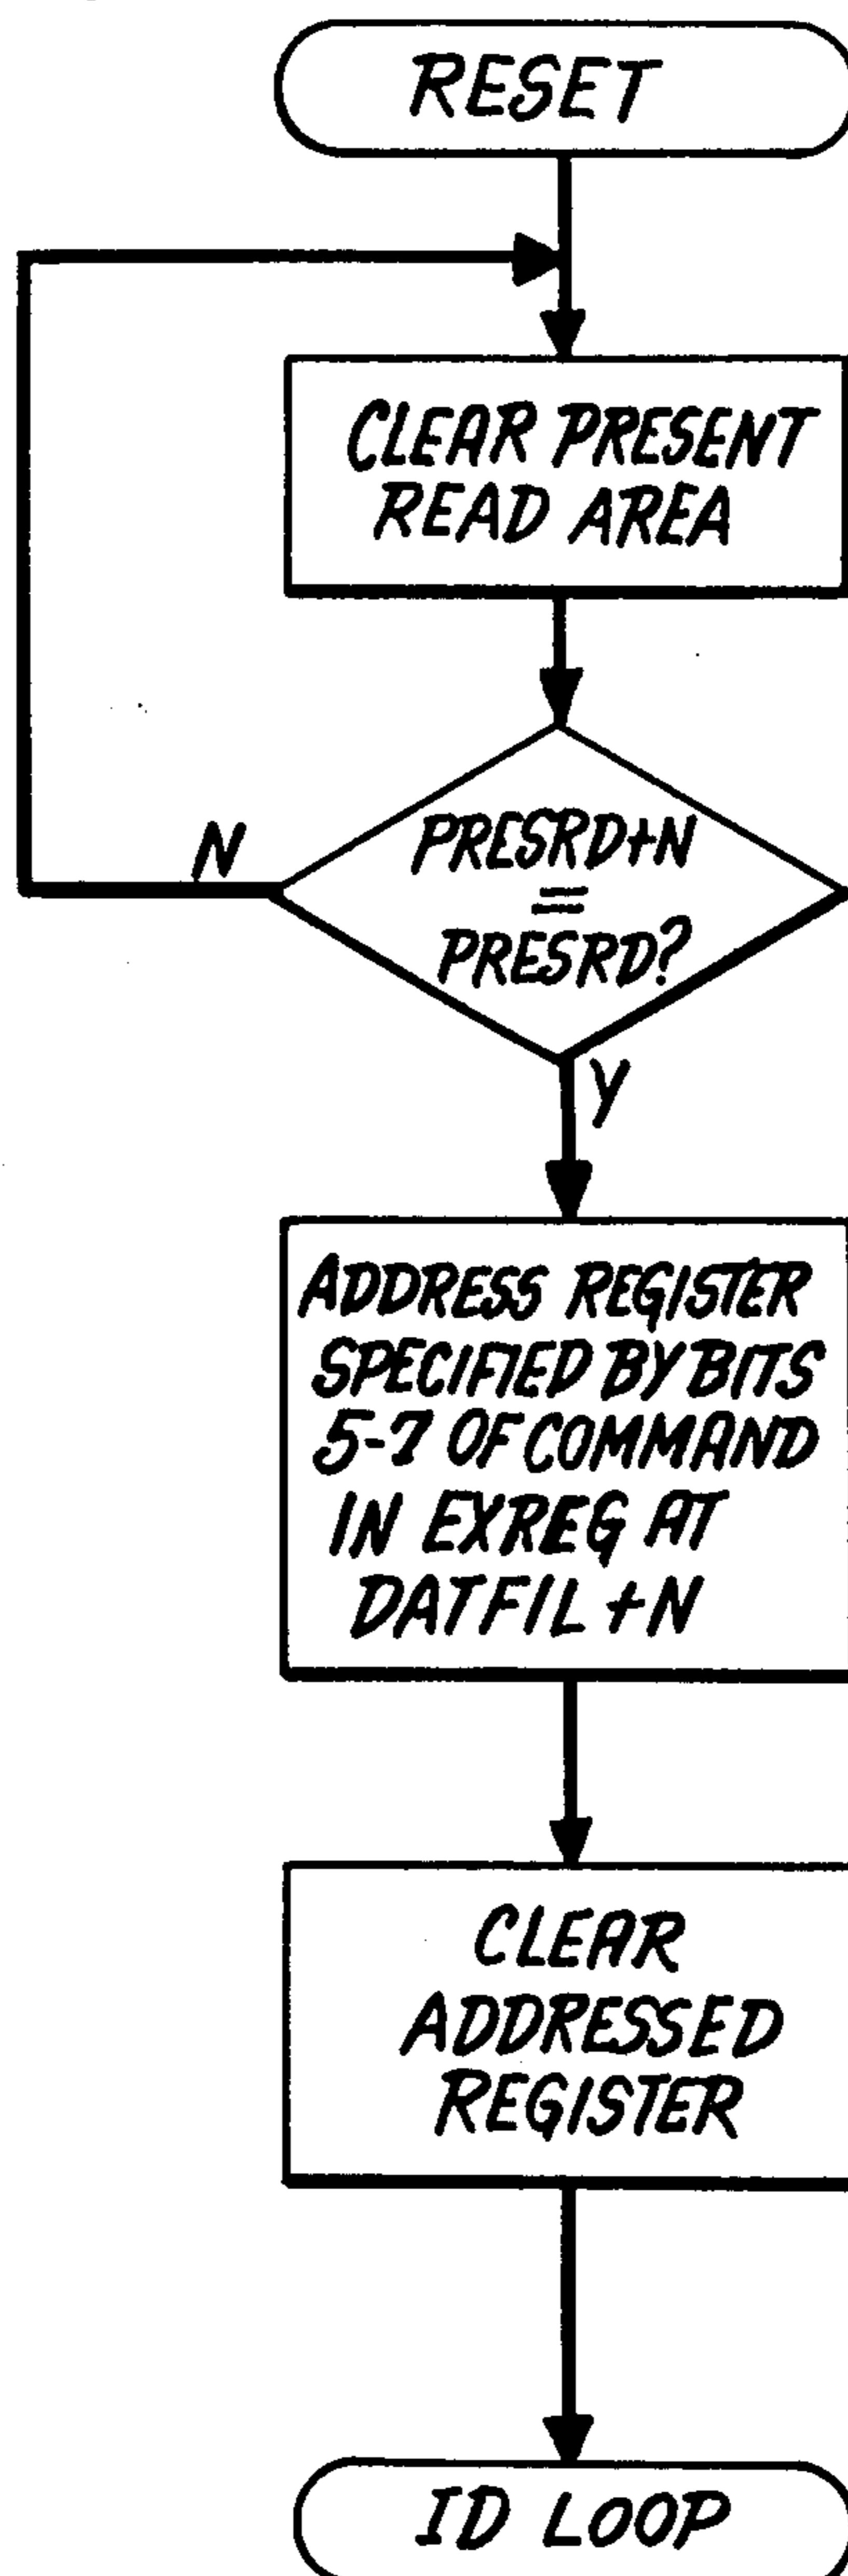 RESET
CLEAR PRESENT
READ AREA
N
PRESRD+N
=
PRESRD?
Y
ADDRESS REGISTER
SPECIFIED BY BITS
5-7 OF COMMAND
IN EXREG AT
DATFIL+N
CLEAR
ADDRESSED
REGISTER
ID LOOP